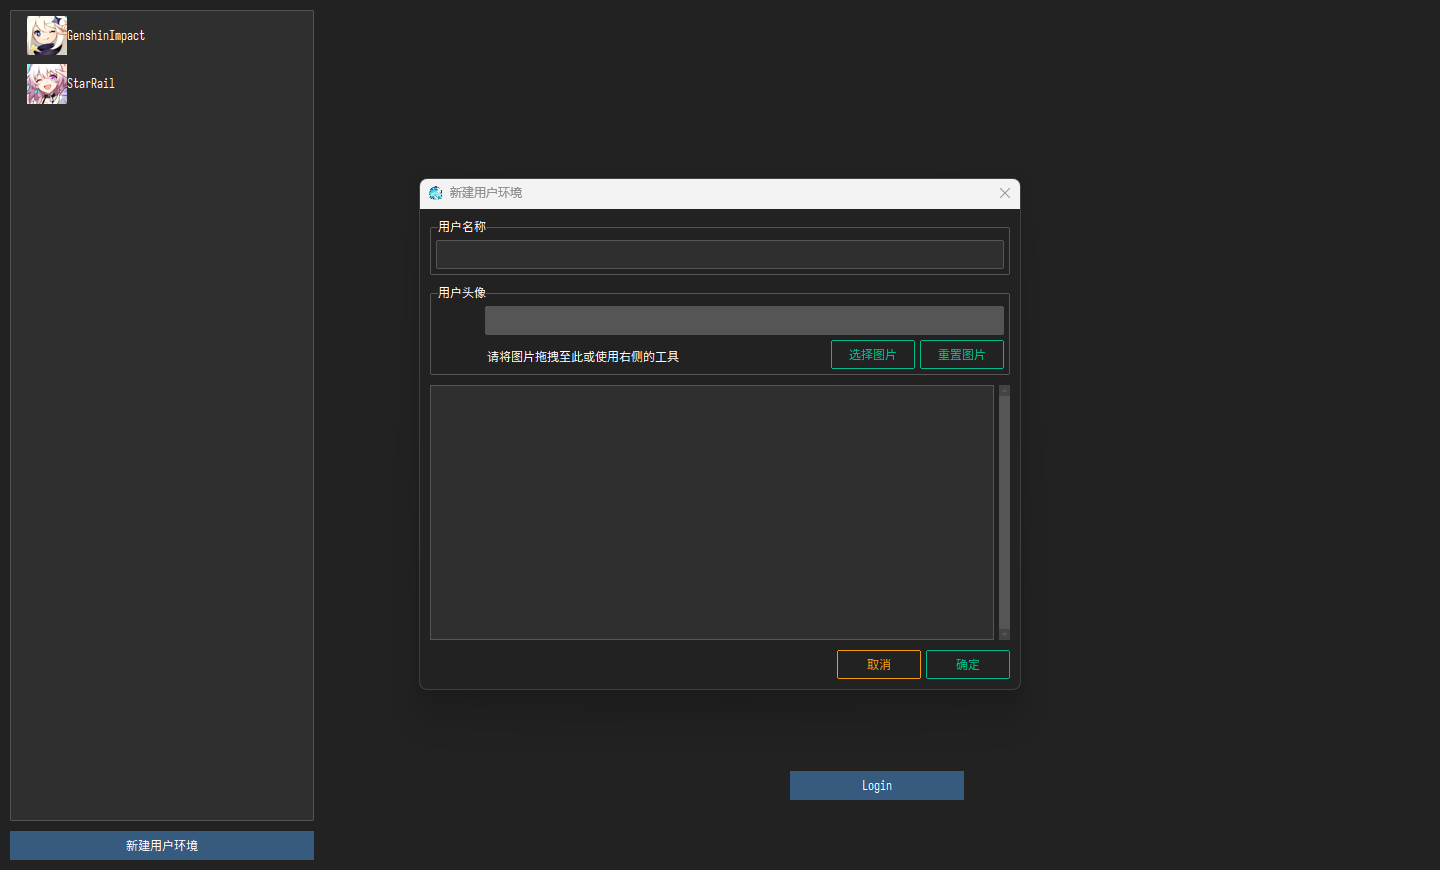 GenshinImpact
StarRail
新建用户环境
用户名称
用户头像
请将图片拖拽至此或使用右侧的工具
选择图片
重置图片
取消
确定
Login
新建用户环境